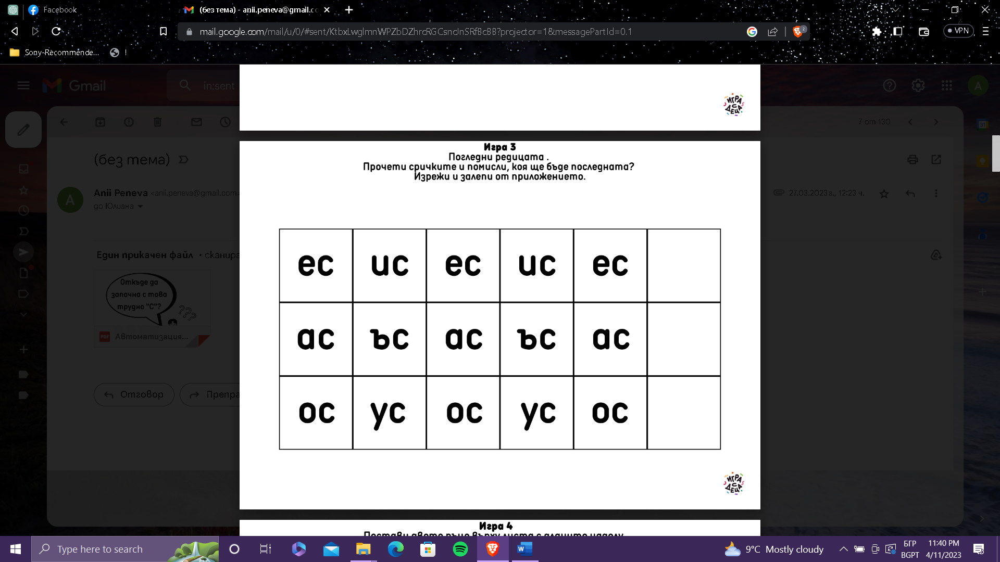 Facebook
(без тема) - anii.peneva@gmail.co
mail.google.com/mail/u/0/#sent/KtbxLwglmnWPZbDZhrcRGCsncJnSRfBcBB?projector=1&messagePartId=0.1
VPN
Sony-Recommende...
!
Gmail
in:sent
A
ИГРА
С
ДЕЦА
7 от 130
(без тема)
Anii Peneva <anii.peneva@gmail.com>
27.03.2023 г., 12:23 ч.
A
до Юлиана
Един прикачен файл • сканира
Откъде да
започна с това
трудно "С"?
???
PDF Автоматизация...
Отговор
Препра
Игра 3
Погледни редицата .
Прочети сричките и помисли, коя ще бъде последната?
Изрежи и залепи от приложението.
ес ис ес ис ес
ас ъс ас ъс ас
ос ус ос ус ос
ИГРА
С
ДЕЦА
Игра 4
Type here to search
9°C Mostly cloudy
БГР
BGPT
11:40 PM
4/11/2023